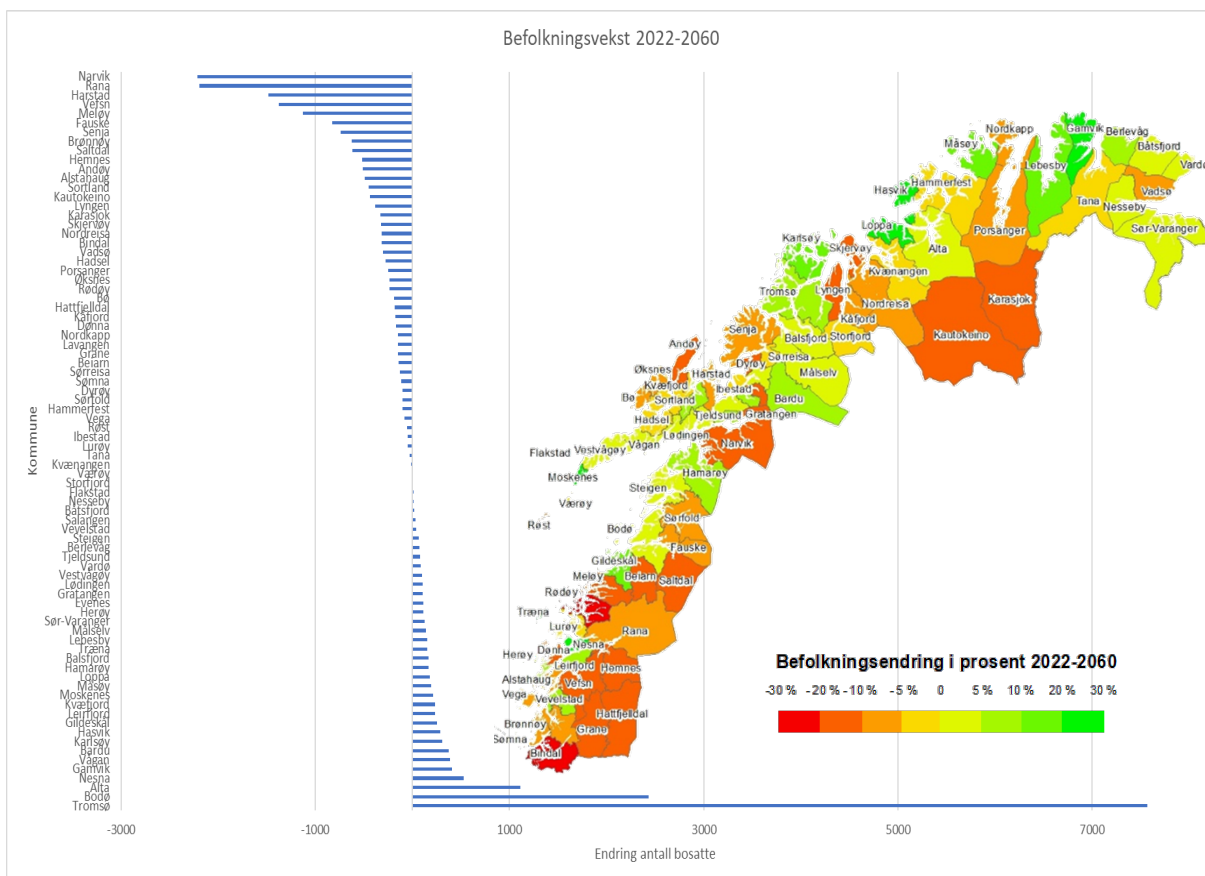 Befolkningsvekst 2022-2060
Kommune
Narvik
Rana
Harstad
Vefsn
Meløy
Fauske
Senja
Brønnøy
Saltdal
Hemnes
Andøy
Alstahaug
Sortland
Kautokeino
Lyngen
Karasjok
Skjervøy
Nordreisa
Bindal
Vadsø
Hadsel
Porsanger
Øksnes
Rødøy
Bø
Hattfjelldal
Kåfjord
Dønna
Nordkapp
Lavangen
Grane
Beiarn
Sørreisa
Sømna
Dyrøy
Sørfold
Hammerfest
Vega
Røst
Ibestad
Lurøy
Tana
Kvænangen
Værøy
Storfjord
Flakstad
Nesseby
Båtsfjord
Salangen
Vevelstad
Steigen
Berlevåg
Tjeldsund
Vardø
Vestvågøy
Lødingen
Gratangen
Evenes
Herøy
Sør-Varanger
Målselv
Lebesby
Træna
Balsfjord
Hamarøy
Loppa
Måsøy
Moskenes
Kvæfjord
Leirfjord
Gildeskål
Hasvik
Karlsøy
Bardu
Vågan
Gamvik
Nesna
Alta
Bodø
Tromsø
-3000 -1000 1000 3000 5000 7000
Endring antall bosatte
Nordkapp
Gamvik
Berlevåg
Måsøy
Båtsfjord
Lebesby
Vardø
Hammerfest
Hasvik
Vadsø
Tana
Nesseby
Loppa
Porsanger
Sør-Varanger
Karlsøy
Skjervøy
Alta
Kvænangen
Tromsø
Lyngen
Nordreisa
Karasjok
Kåfjord
Kautokeino
Senja
Balsfjord
Storfjord
Andøy
Sørreisa
Dyrøy
Målselv
Øksnes
Harstad
Kvæfjord
Ibestad
Bø
Sortland
Bardu
Hadsel
Tjeldsund
Gratangen
Lødingen
Vågan
Narvik
Vestvågøy
Flakstad
Moskenes
Hamarøy
Steigen
Værøy
Røst
Sørfold
Bodø
Fauske
Gildeskål
Meløy
Beiarn
Saltdal
Rødøy
Træna
Lurøy
Rana
Nesna
Dønna
Herøy
Leirfjord
Hemnes
Alstahaug
Vefsn
Vega
Vevelstad
Hattfjelldal
Brønnøy
Grane
Sømna
Bindal
Befolkningsendring i prosent 2022-2060
-30 % -20 % -10 % -5 % 0 5 % 10 % 20 % 30 %